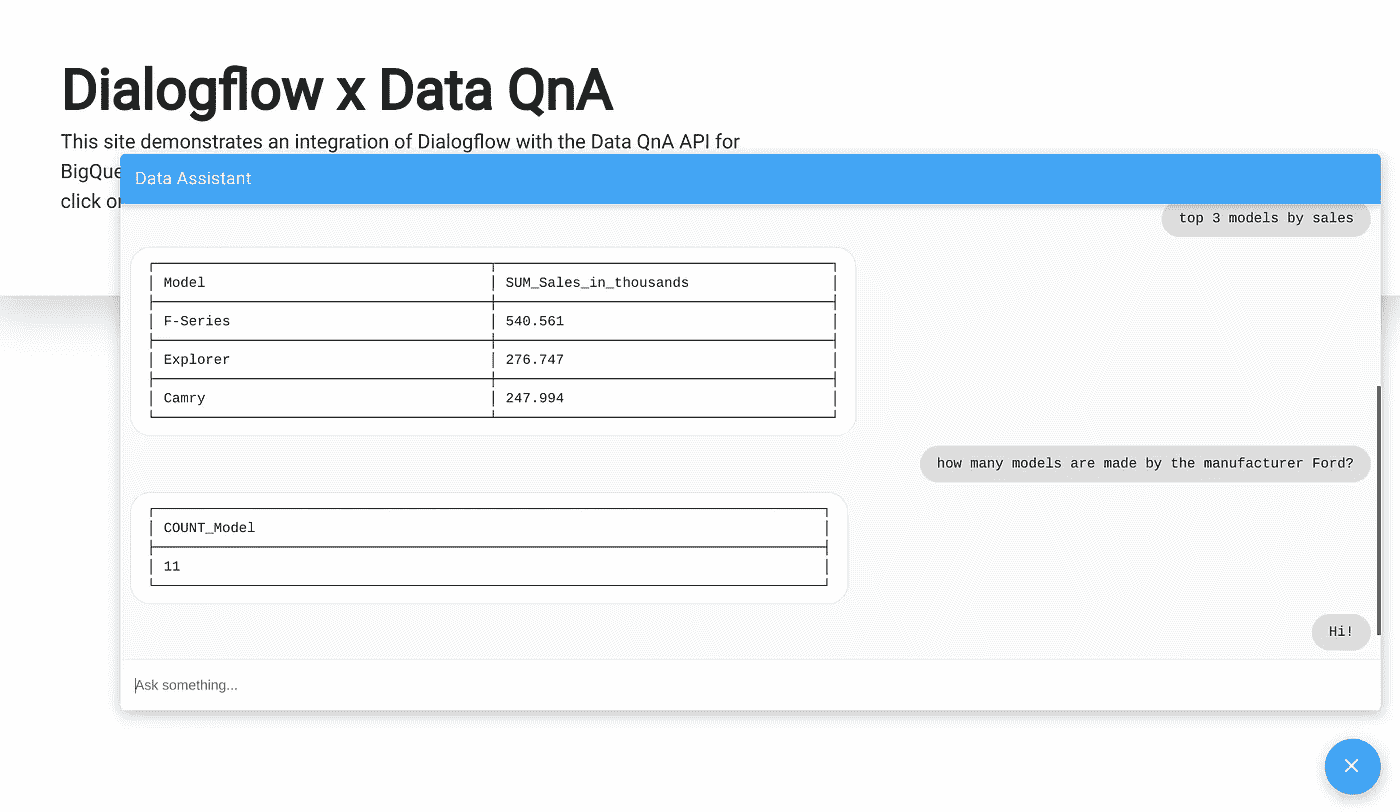 Dialogflow x Data QnA
This site demonstrates an integration of Dialogflow with the Data QnA API for
BigQue
click or
Data Assistant
top 3 models by sales
Model SUM_Sales_in_thousands
F-Series 540.561
Explorer 276.747
Camry 247.994
how many models are made by the manufacturer Ford?
COUNT_Model
11
Hi!
Ask something...